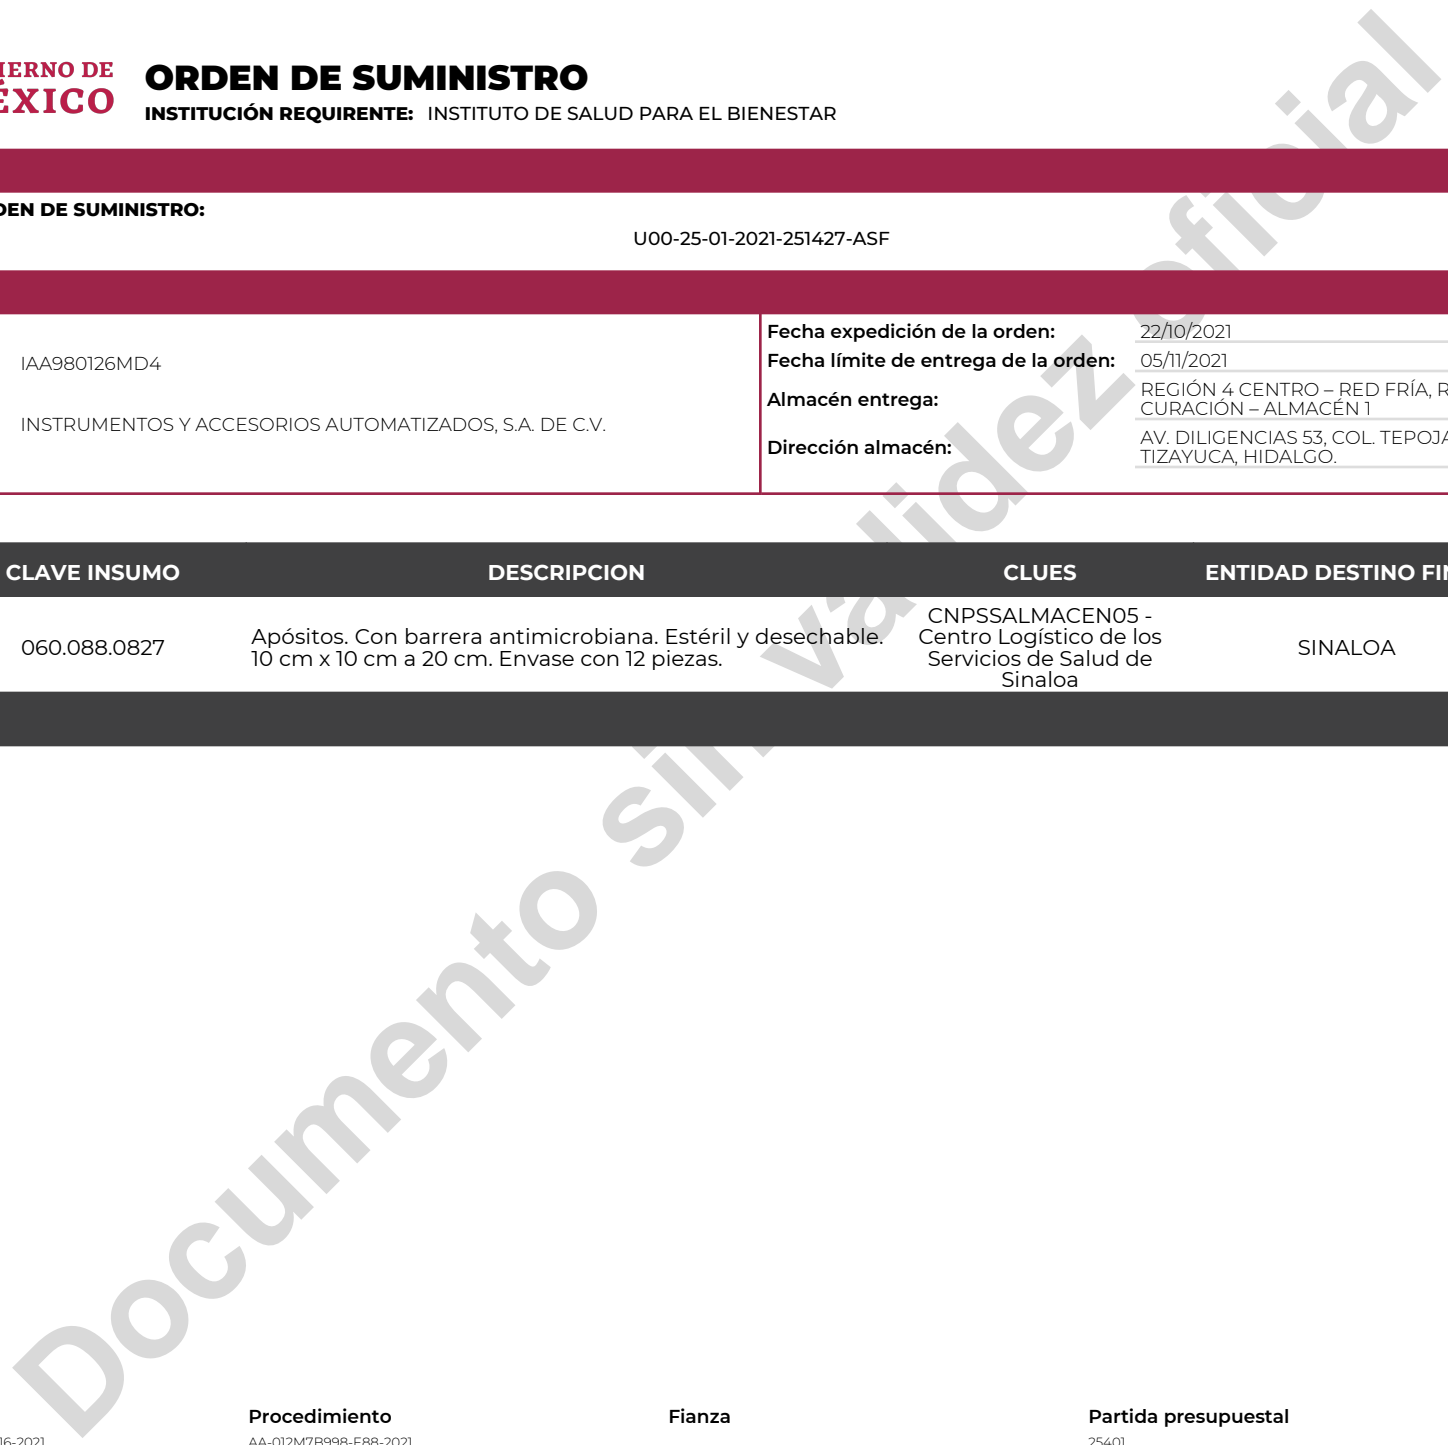 ORDEN DE SUMINISTRO
DE
INSTITUCIÓN REQUIRENTE: INSTITUTO DE SALUD PARA EL BIENESTAR
DE SUMINISTRO:
U00-25-01-2021-251427-ASF
IAA980126MD4
INSTRUMENTOS Y ACCESORIOS AUTOMATIZADOS, S.A. DE C.V.
Fecha expedición de la orden: 22/10/2021
Fecha límite de entrega de la orden: 05/11/2021
Almacén entrega: REGIÓN 4 CENTRO – RED FRÍA,
CURACIÓN – ALMACÉN 1
Dirección almacén: AV. DILIGENCIAS 53, COL.
TIZAYUCA, HIDALGO.
CLAVE INSUMO DESCRIPCION CLUES ENTIDAD DESTINO
060.088.0827
Apósitos. Con barrera antimicrobiana. Estéril y desechable.
10 cm x 10 cm a 20 cm. Envase con 12 piezas.
CNPSSALMACEN05 -
Centro Logístico de los
Servicios de Salud de
Sinaloa
SINALOA
Documento sin validez oficial
Procedimiento Fianza Partida presupuestal
AA-012M7B998-E88-2021
25401